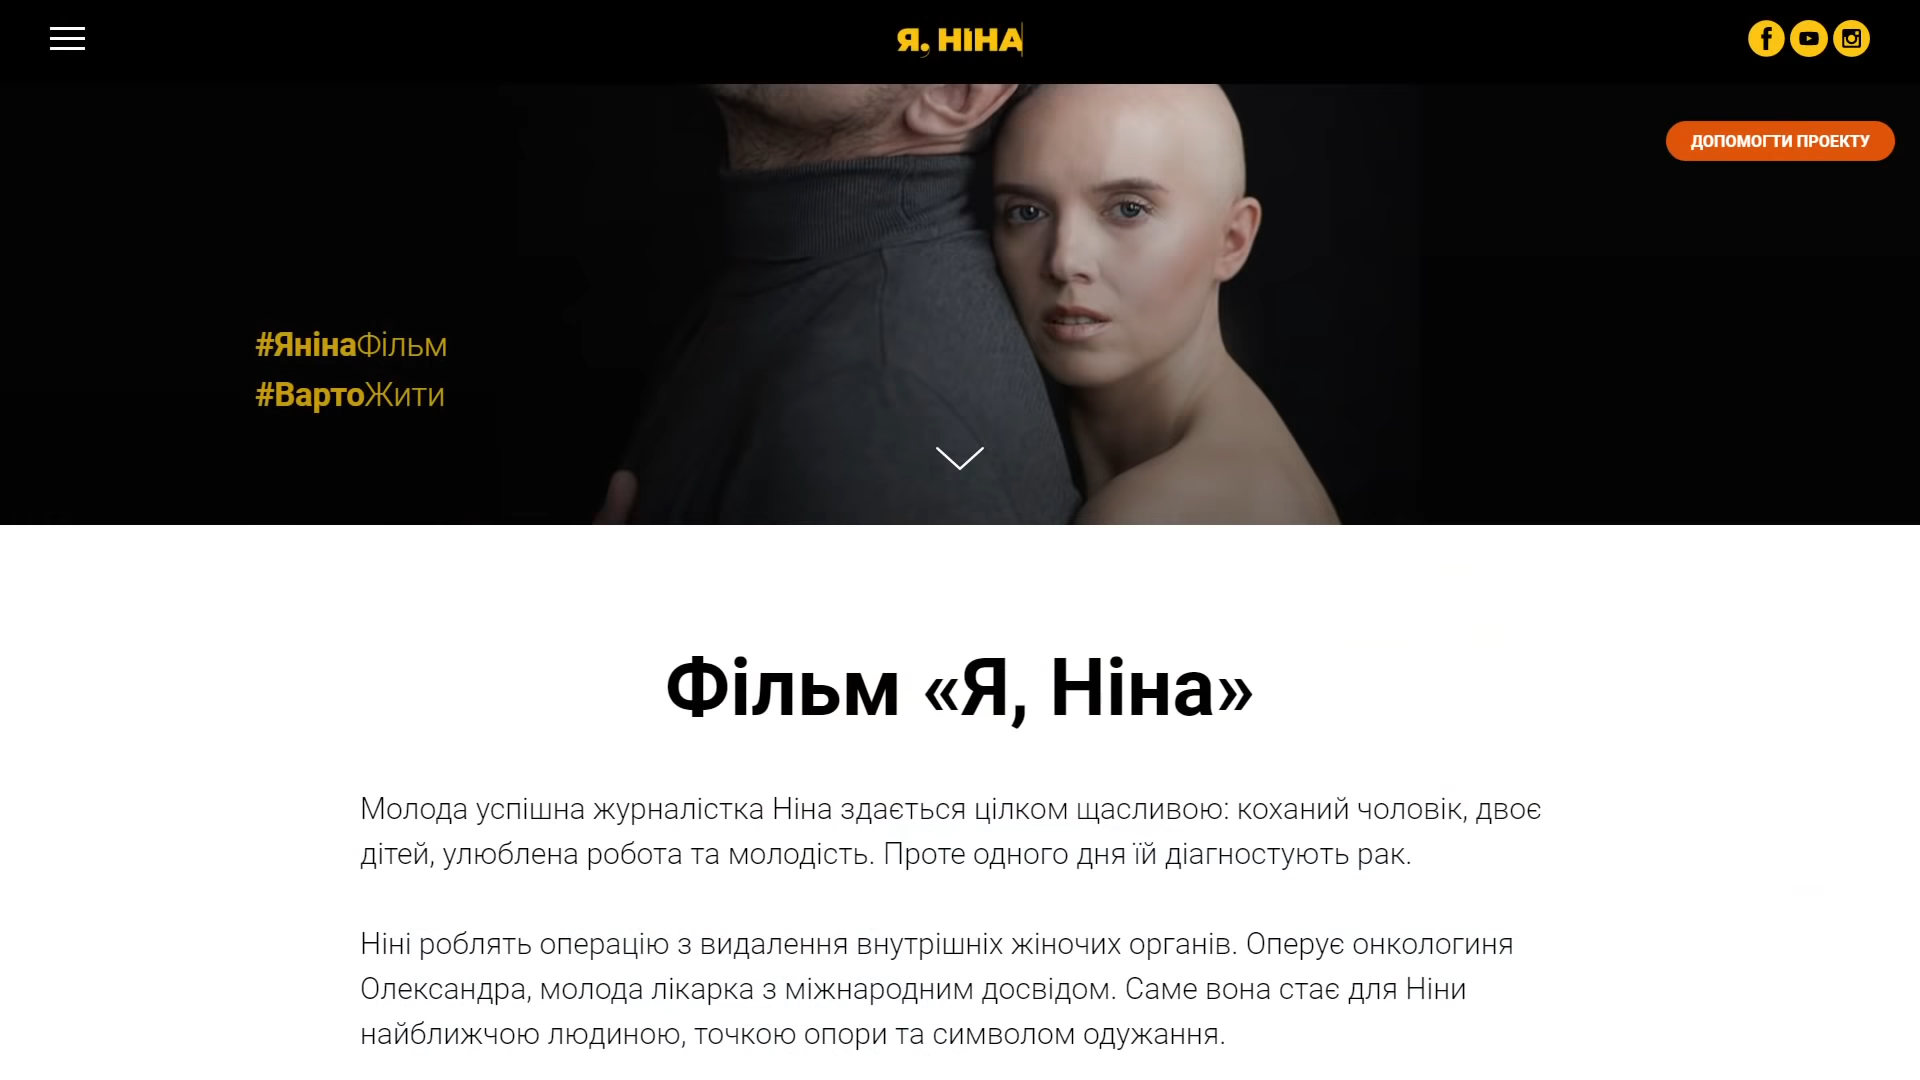 Я, НІНА
ДОПОМОГТИ ПРОЕКТУ
#ЯнінаФільм
#ВартоЖити
Фільм «Я, Ніна»
Молода успішна журналістка Ніна здається цілком щасливою: коханий чоловік, двоє
дітей, улюблена робота та молодість. Проте одного дня їй діагностують рак.
Ніні роблять операцію з видалення внутрішніх жіночих органів. Оперує онкологиня
Олександра, молода лікарка з міжнародним досвідом. Саме вона стає для Ніни
найближчою людиною, точкою опори та символом одужання.